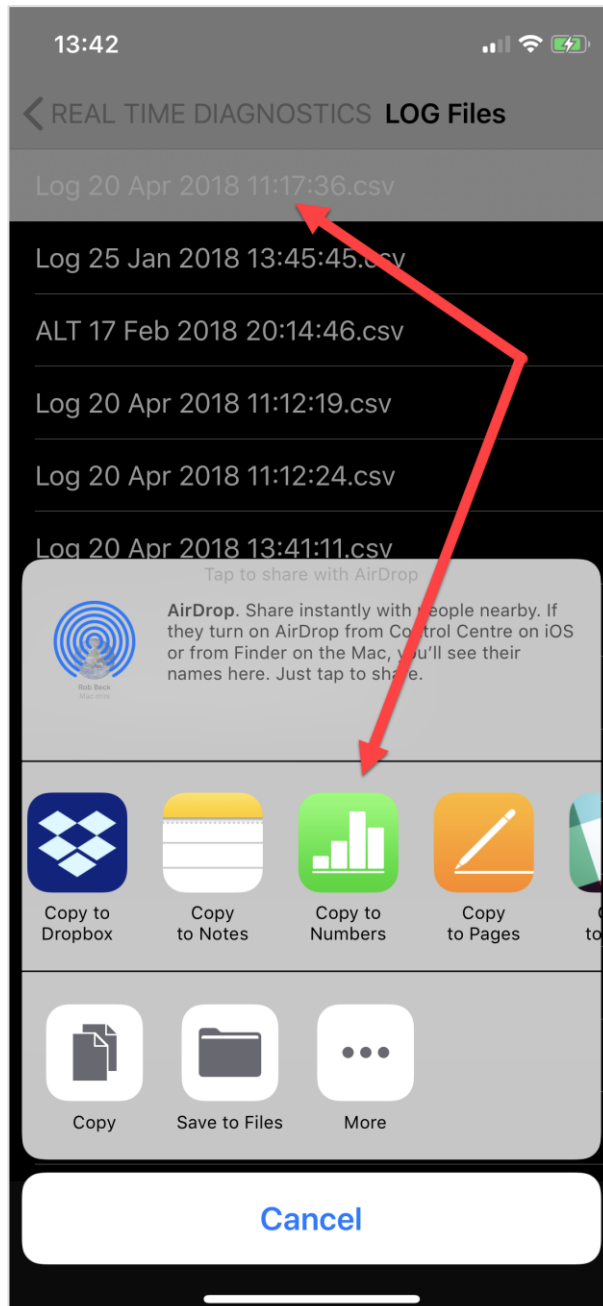 13:42
REAL TIME DIAGNOSTICS LOG Files
Log 20 Apr 2018 11:17:36.csv
Log 25 Jan 2018 13:45:45.csv
ALT 17 Feb 2018 20:14:46.csv
Log 20 Apr 2018 11:12:19.csv
Log 20 Apr 2018 11:12:24.csv
Log 20 Apr 2018 13:41:11.csv
Tap to share with AirDrop
AirDrop. Share instantly with people nearby. If
they turn on AirDrop from Control Centre on iOS
or from Finder on the Mac, you'll see their
names here. Just tap to share.
Rob Beck
Mac mini
Copy to
Dropbox
Copy
to Notes
Copy to
Numbers
Copy
to Pages
to
Copy
Save to Files
More
Cancel